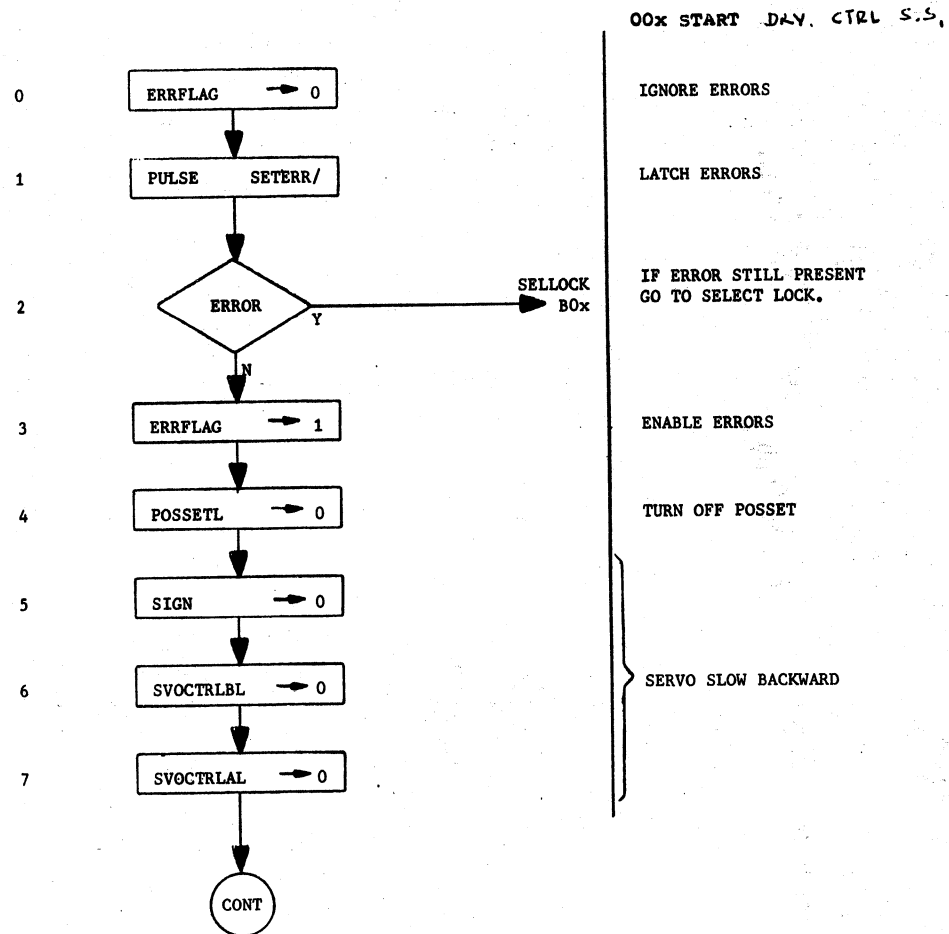 00x START DRV. CTRL S.S.
0 ERRFLAG → 0 IGNORE ERRORS
1 PULSE SETERR/ LATCH ERRORS
2 ERROR Y SELLOCK B0x IF ERROR STILL PRESENT
GO TO SELECT LOCK.
N
3 ERRFLAG → 1 ENABLE ERRORS
4 POSSETL → 0 TURN OFF POSSET
5 SIGN → 0
6 SVOCTRLBL → 0 SERVO SLOW BACKWARD
7 SVOCTRLAL → 0
CONT